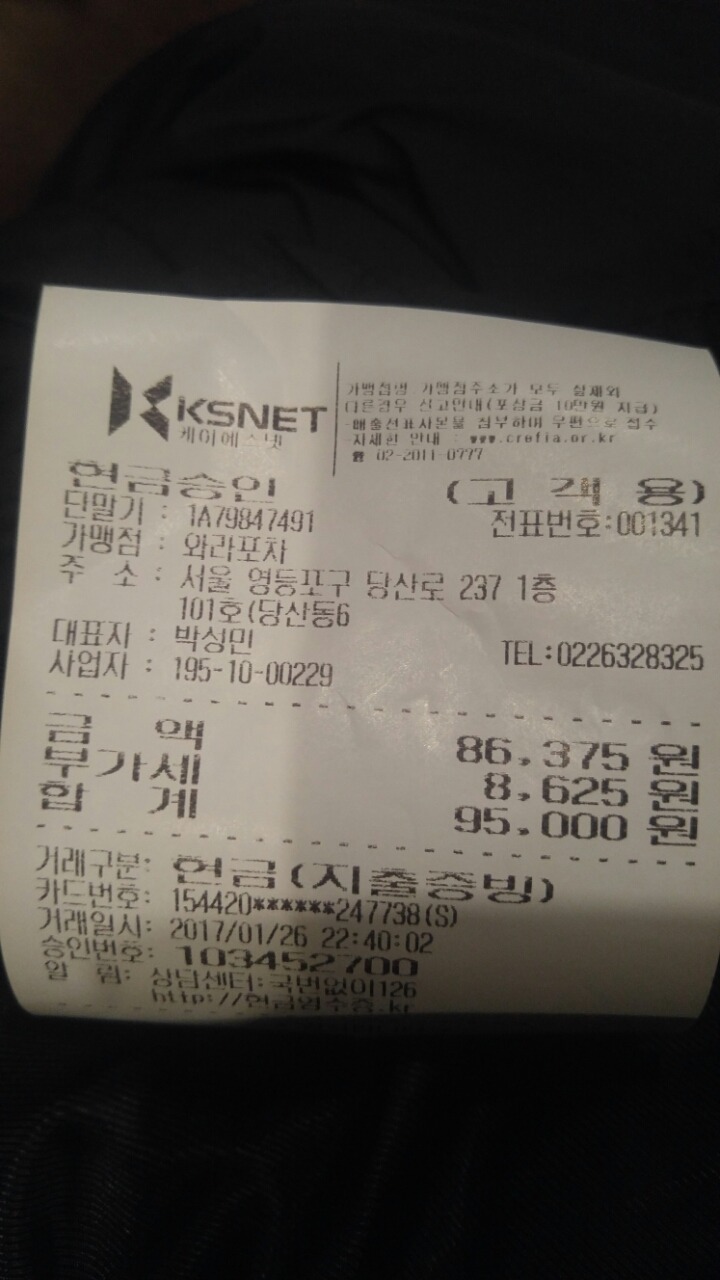 KSNET
케이에스넷
가맹점명 가맹점주소가 모두 실제와
다른경우 신고안내(포상금 10만원 지급)
-매출전표사본을 첨부하여 우편으로 접수
-자세한 안내 : www.crefia.or.kr
☎ 02-2011-0777
현금승인 (고 객 용)
단말기 : 1A79847491 전표번호:001341
가맹점 : 와라포차
주 소 : 서울 영등포구 당산로 237 1층
101호(당산동6
대표자 : 박성민 TEL:0226328325
사업자 : 195-10-00229
금 액 86,375 원
부가세 8,625 원
합 계 95,000 원
거래구분: 현금(지출증빙)
카드번호: 154420******247738(S)
거래일시: 2017/01/26 22:40:02
승인번호: 103452700
알 림: 상담센터:국번없이126
http://현금영수증.kr